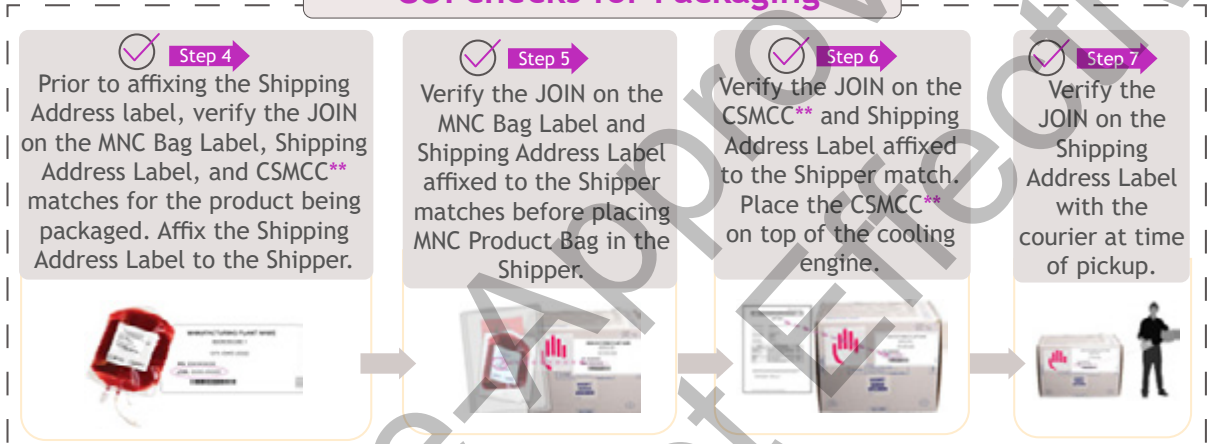 COI Checks for Packaging
Step 4
Prior to affixing the Shipping
Address label, verify the JOIN
on the MNC Bag Label, Shipping
Address Label, and CSMCC**
matches for the product being
packaged. Affix the Shipping
Address Label to the Shipper.
Step 5
Verify the JOIN on the
MNC Bag Label and
Shipping Address Label
affixed to the Shipper
matches before placing
MNC Product Bag in the
Shipper.
Step 6
Verify the JOIN on the
CSMCC** and Shipping
Address Label affixed
to the Shipper match.
Place the CSMCC**
on top of the cooling
engine.
Step 7
Verify the
JOIN on the
Shipping
Address Label
with the
courier at time
of pickup.
MANUFACTURING PLANT NAME